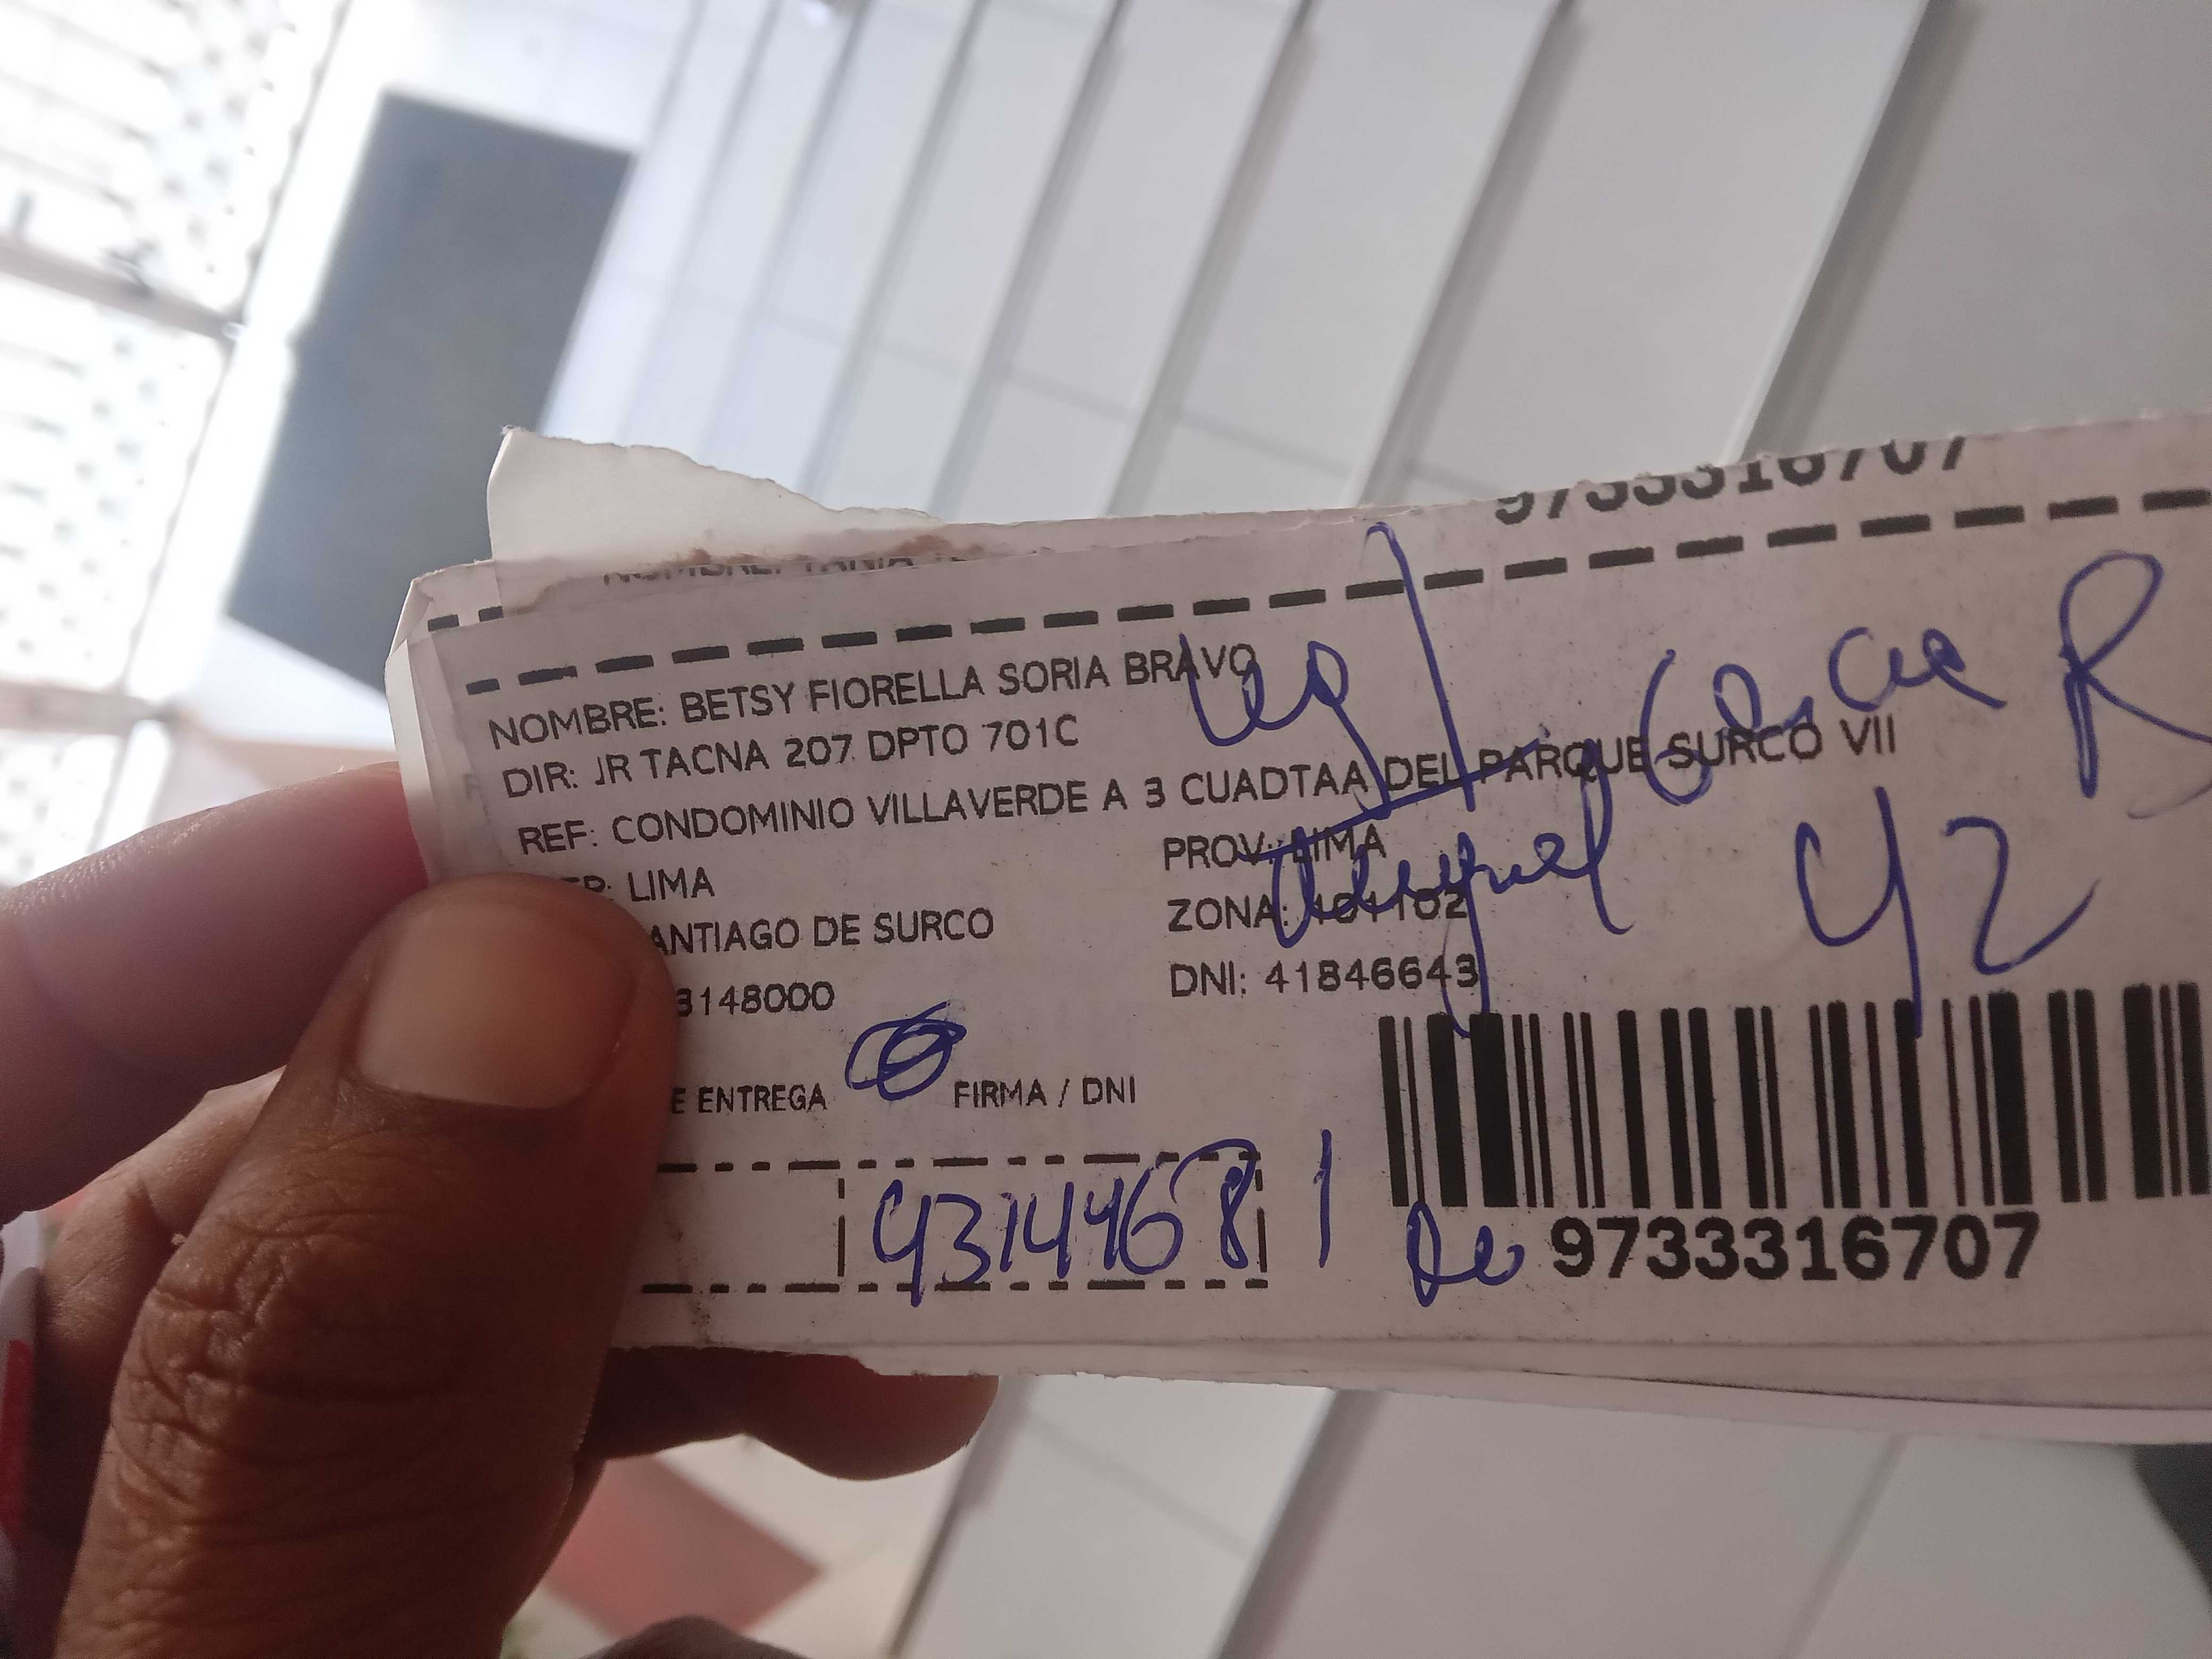 9733316707
NOMBRE: BETSY FIORELLA SORIA BRAVO
DIR: JR TACNA 207 DPTO 701C
REF: CONDOMINIO VILLAVERDE A 3 CUADTAA DEL PARQUE SURCO VII
LIMA
PROV: LIMA
ANTIAGO DE SURCO
ZONA: 101102
3148000
DNI: 41846643
E ENTREGA
FIRMA / DNI
42
43144681
9733316707